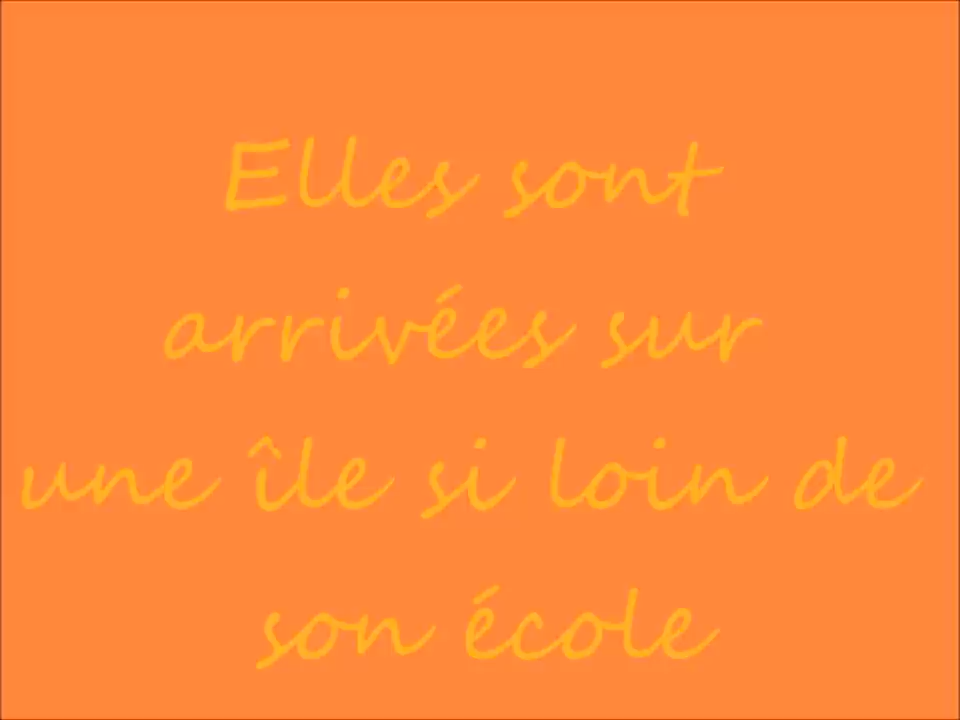 Elles sont
arrivées sur
une île si loin de
son école